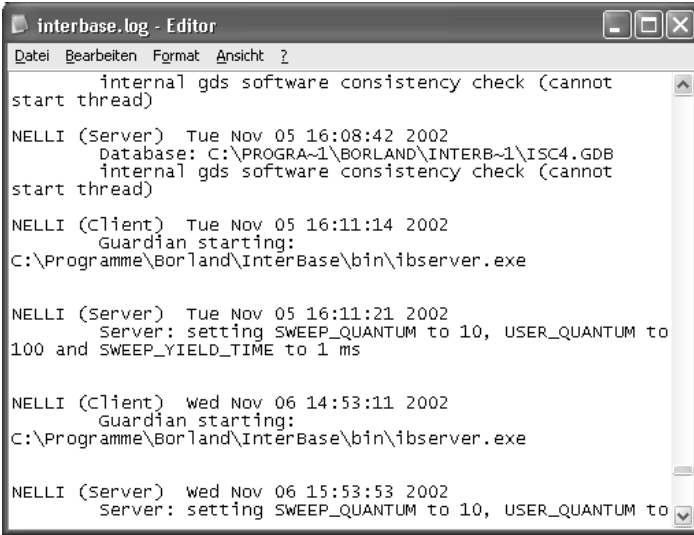 interbase.log - Editor
Datei Bearbeiten Format Ansicht ?
internal gds software consistency check (cannot
start thread)
NELLI (Server) Tue Nov 05 16:08:42 2002
Database: C:\PROGRA~1\BORLAND\INTERB~1\ISC4.GDB
internal gds software consistency check (cannot
start thread)
NELLI (Client) Tue Nov 05 16:11:14 2002
Guardian starting:
C:\Programme\Borland\InterBase\bin\ibserver.exe
NELLI (Server) Tue Nov 05 16:11:21 2002
Server: setting SWEEP_QUANTUM to 10, USER_QUANTUM to
100 and SWEEP_YIELD_TIME to 1 ms
NELLI (Client) Wed Nov 06 14:53:11 2002
Guardian starting:
C:\Programme\Borland\InterBase\bin\ibserver.exe
NELLI (Server) Wed Nov 06 15:53:53 2002
Server: setting SWEEP_QUANTUM to 10, USER_QUANTUM to